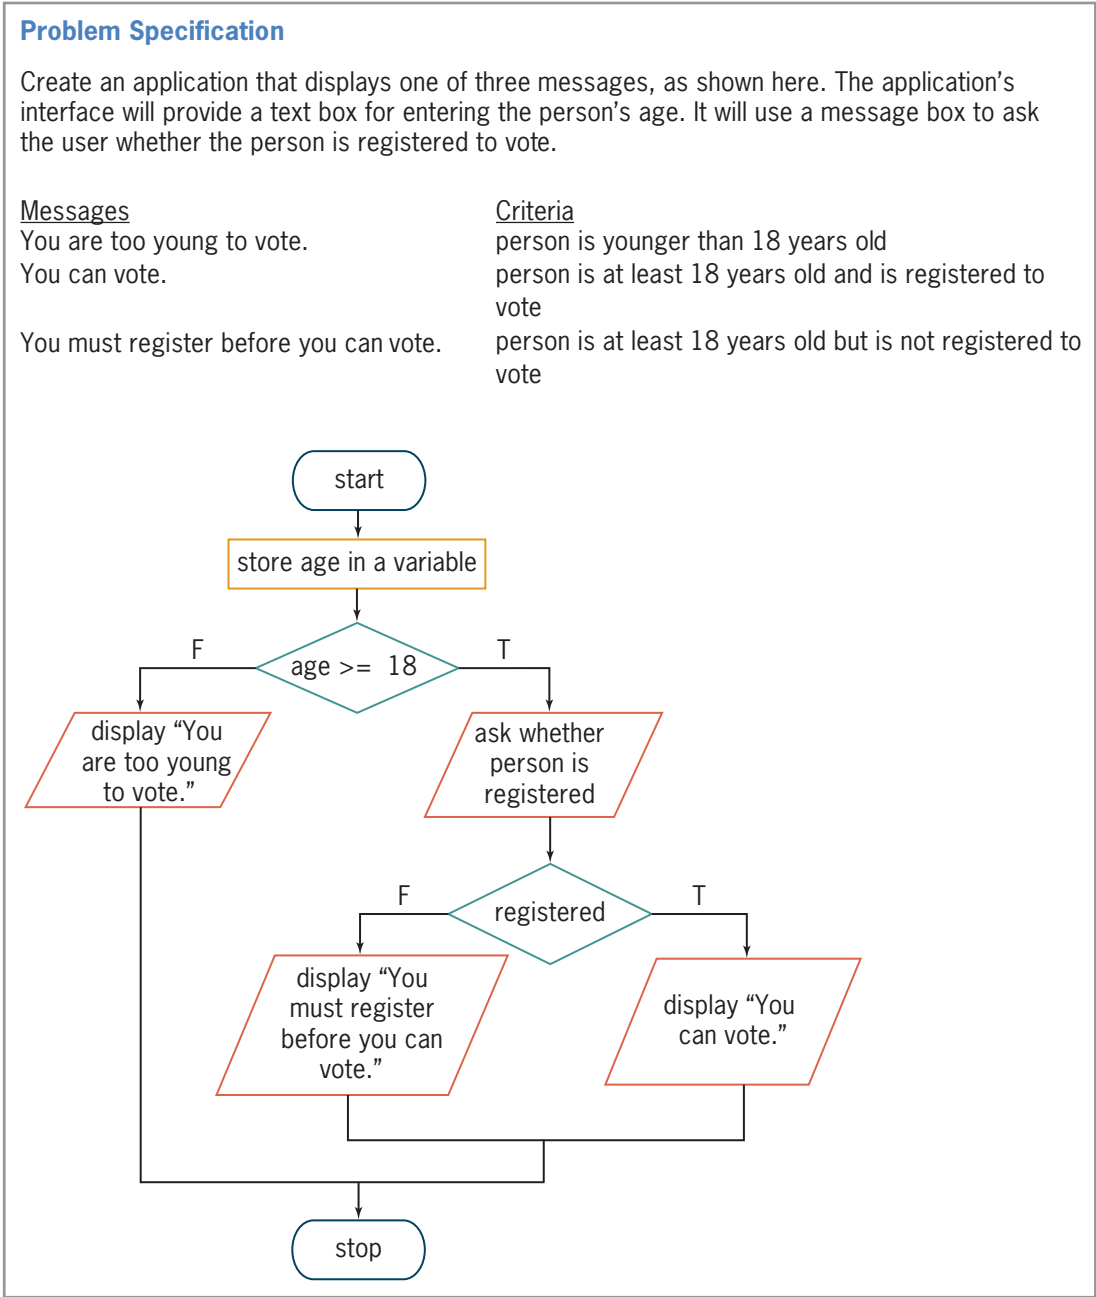 Problem Specification
Create an application that displays one of three messages, as shown here. The application’s
interface will provide a text box for entering the person’s age. It will use a message box to ask
the user whether the person is registered to vote.
Messages
Criteria
You are too young to vote.
person is younger than 18 years old
You can vote.
person is at least 18 years old and is registered to
vote
You must register before you can vote.
person is at least 18 years old but is not registered to
vote
start
store age in a variable
F
age >= 18
T
display “You
are too young
to vote.”
ask whether
person is
registered
F
registered
T
display “You
must register
before you can
vote.”
display “You
can vote.”
stop